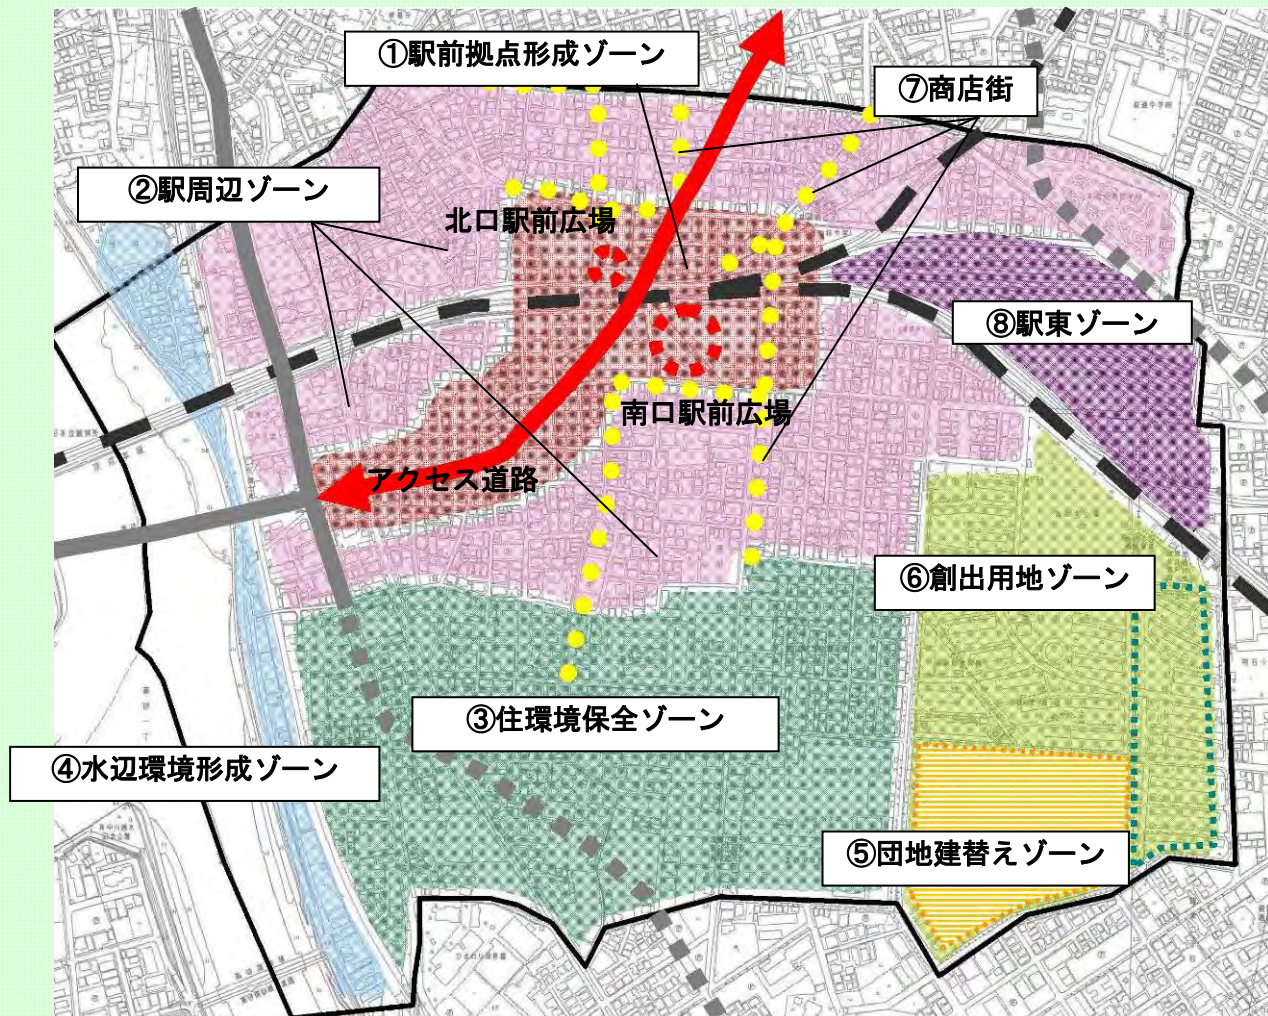 ①駅前拠点形成ゾーン
⑦商店街
②駅周辺ゾーン
北口駅前広場
⑧駅東ゾーン
南口駅前広場
アクセス道路
⑥創出用地ゾーン
③住環境保全ゾーン
④水辺環境形成ゾーン
⑤団地建替えゾーン